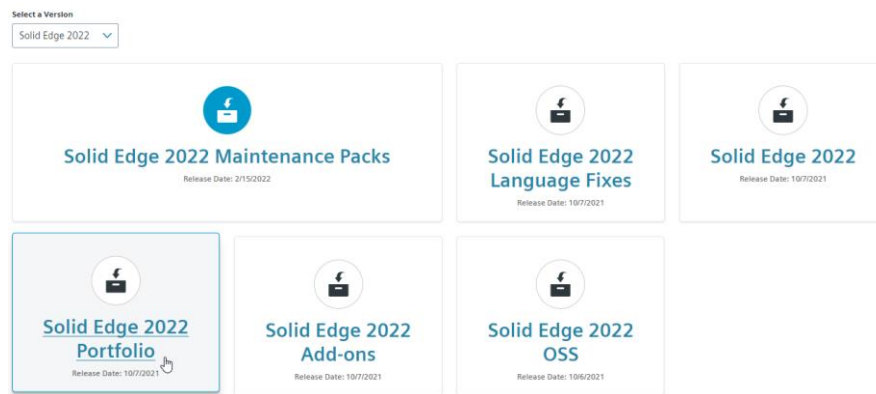 Select a Version
Solid Edge 2022
Solid Edge 2022 Maintenance Packs
Release Date: 2/15/2022
Solid Edge 2022
Language Fixes
Release Date: 10/7/2021
Solid Edge 2022
Release Date: 10/7/2021
Solid Edge 2022
Portfolio
Release Date: 10/7/2021
Solid Edge 2022
Add-ons
Release Date: 10/7/2021
Solid Edge 2022
OSS
Release Date: 10/6/2021